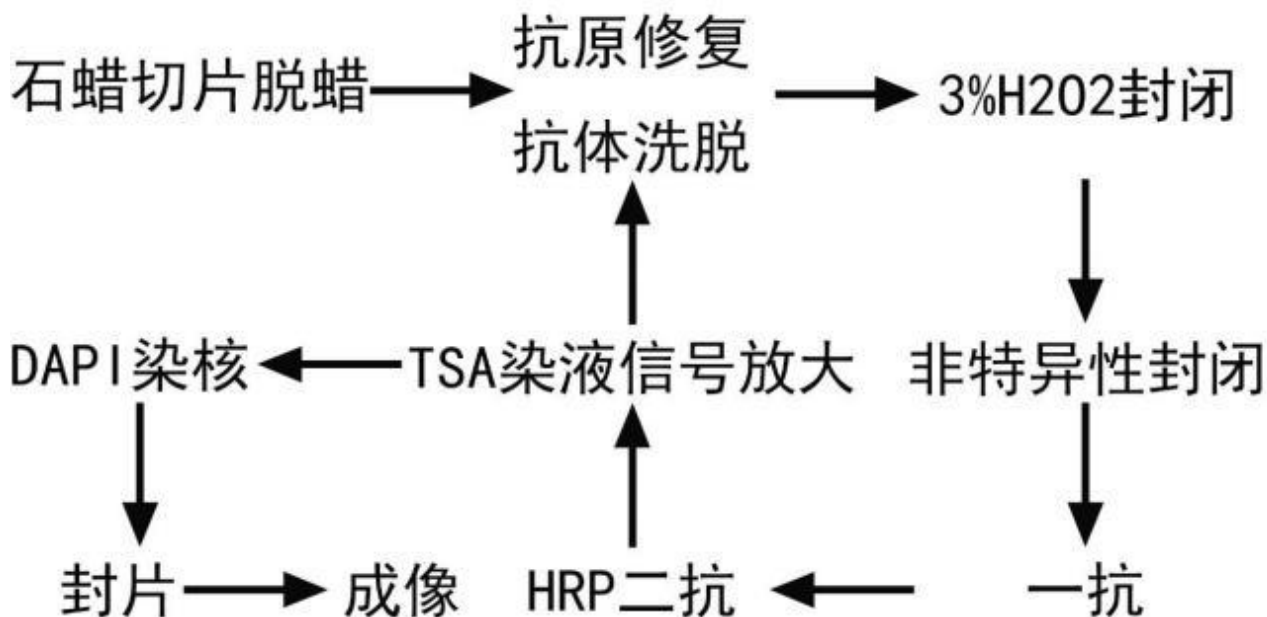 石蜡切片脱蜡
抗原修复
抗体洗脱
3%H2O2封闭
DAPI染核
TSA染液信号放大
非特异性封闭
封片
成像
HRP二抗
一抗